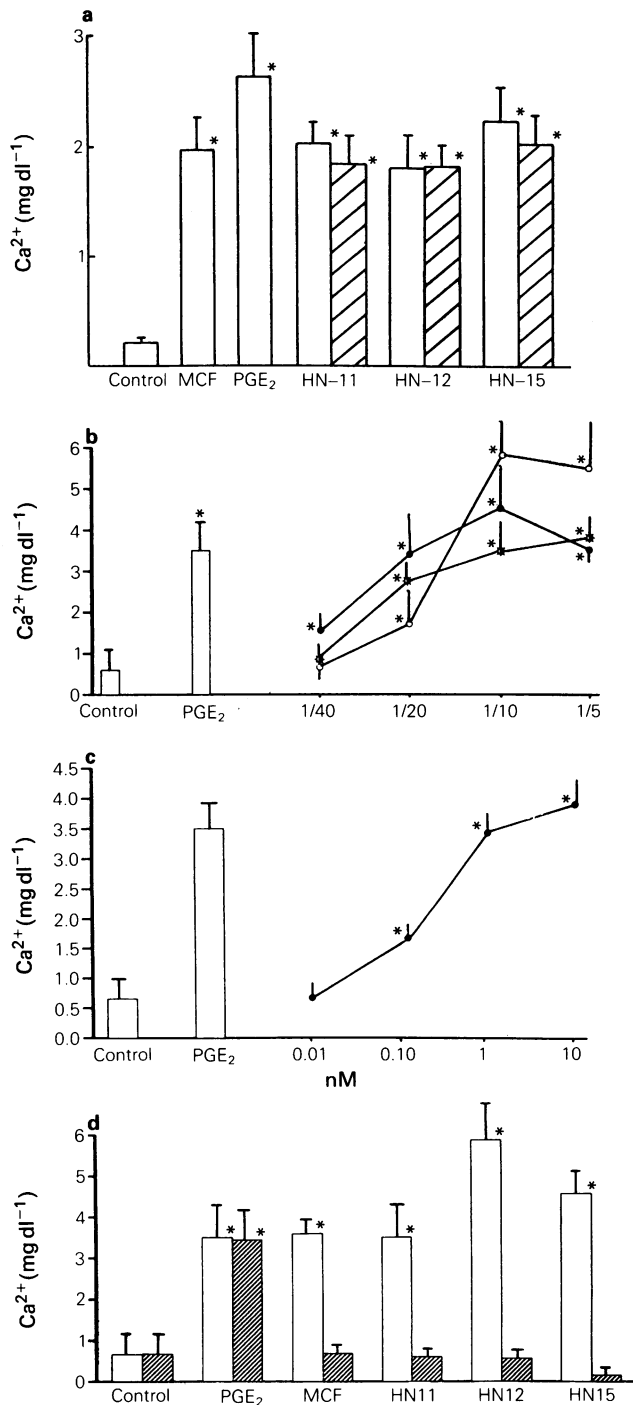 a
3
2
1
Ca²⁺ (mg dl⁻¹)
* * * * * * * *
Control MCF PGE₂ HN–11 HN–12 HN–15
b
6
5
4
3
2
1
0
Ca²⁺ (mg dl⁻¹)
*
* * * *
* * *
* * *
Control PGE₂ 1/40 1/20 1/10 1/5
c
4.5
4.0
3.5
3.0
2.5
2.0
1.5
1.0
0.5
0.0
Ca²⁺ (mg dl⁻¹)
* * *
Control PGE₂ 0.01 0.10 1 10
nM
d
6
5
4
3
2
1
0
Ca²⁺ (mg dl⁻¹)
* * * * * *
Control PGE₂ MCF HN11 HN12 HN15